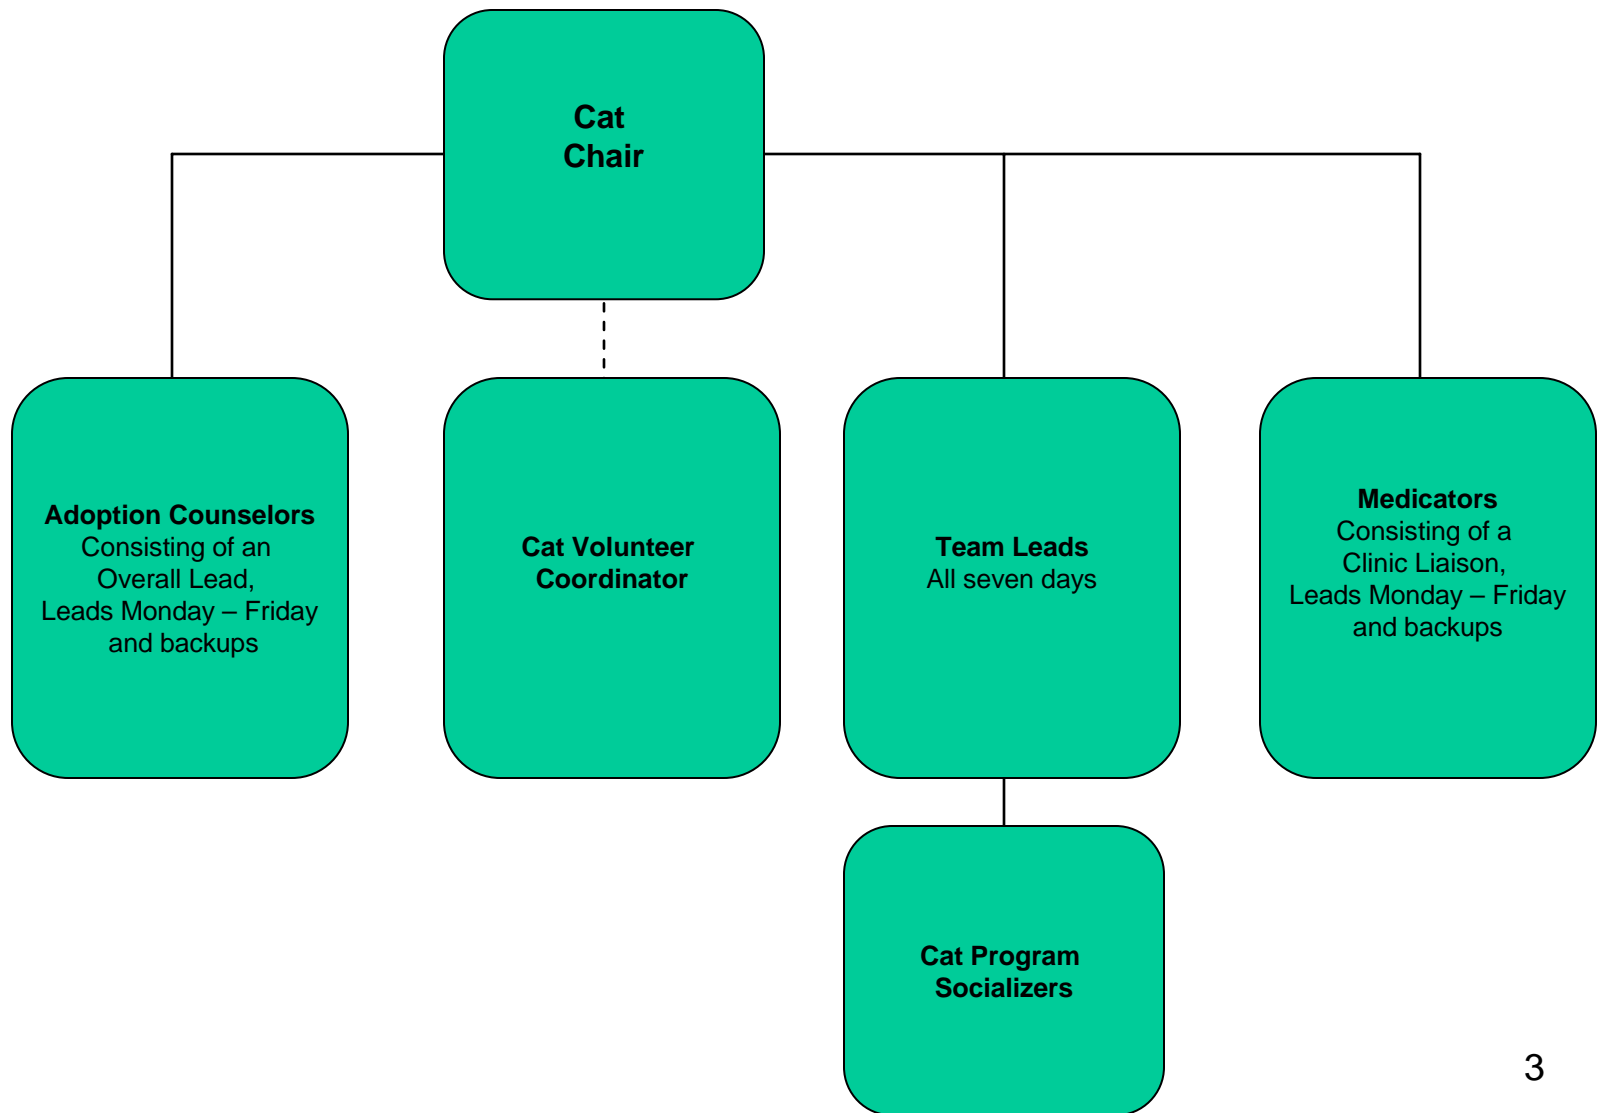 Cat
Chair
Adoption Counselors
Consisting of an
Overall Lead,
Leads Monday – Friday
and backups
Cat Volunteer
Coordinator
Team Leads
All seven days
Medicators
Consisting of a
Clinic Liaison,
Leads Monday – Friday
and backups
Cat Program
Socializers
3